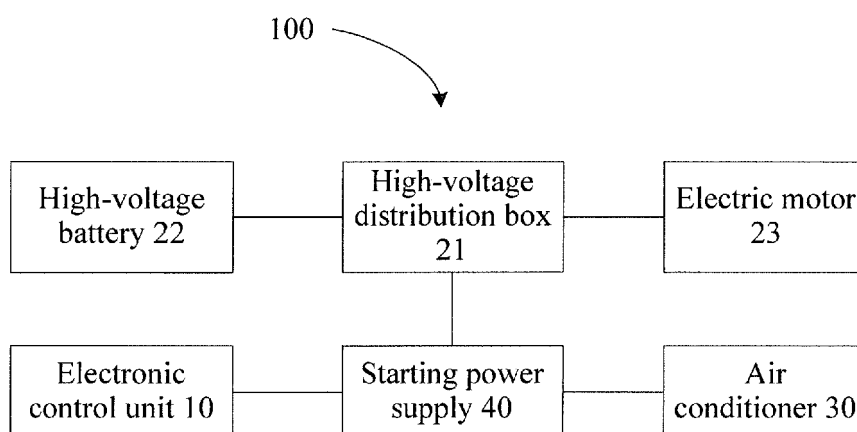 100
High-voltage
battery 22
High-voltage
distribution box
21
Electric motor
23
Electronic
control unit 10
Starting power
supply 40
Air
conditioner 30